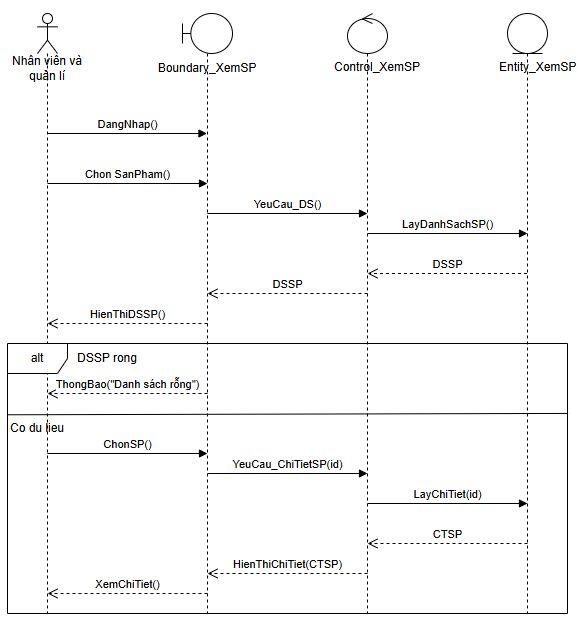 Nhân viên và
quản lí
Boundary_XemSP
Control_XemSP
Entity_XemSP
DangNhap()
Chon SanPham()
YeuCau_DS()
LayDanhSachSP()
DSSP
DSSP
HienThiDSSP()
alt
DSSP rong
ThongBao("Danh sách rỗng")
Co du lieu
ChonSP()
YeuCau_ChiTietSP(id)
LayChiTiet(id)
CTSP
HienThiChiTiet(CTSP)
XemChiTiet()